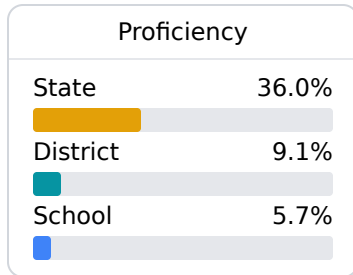 Proficiency
State 36.0%
District 9.1%
School 5.7%